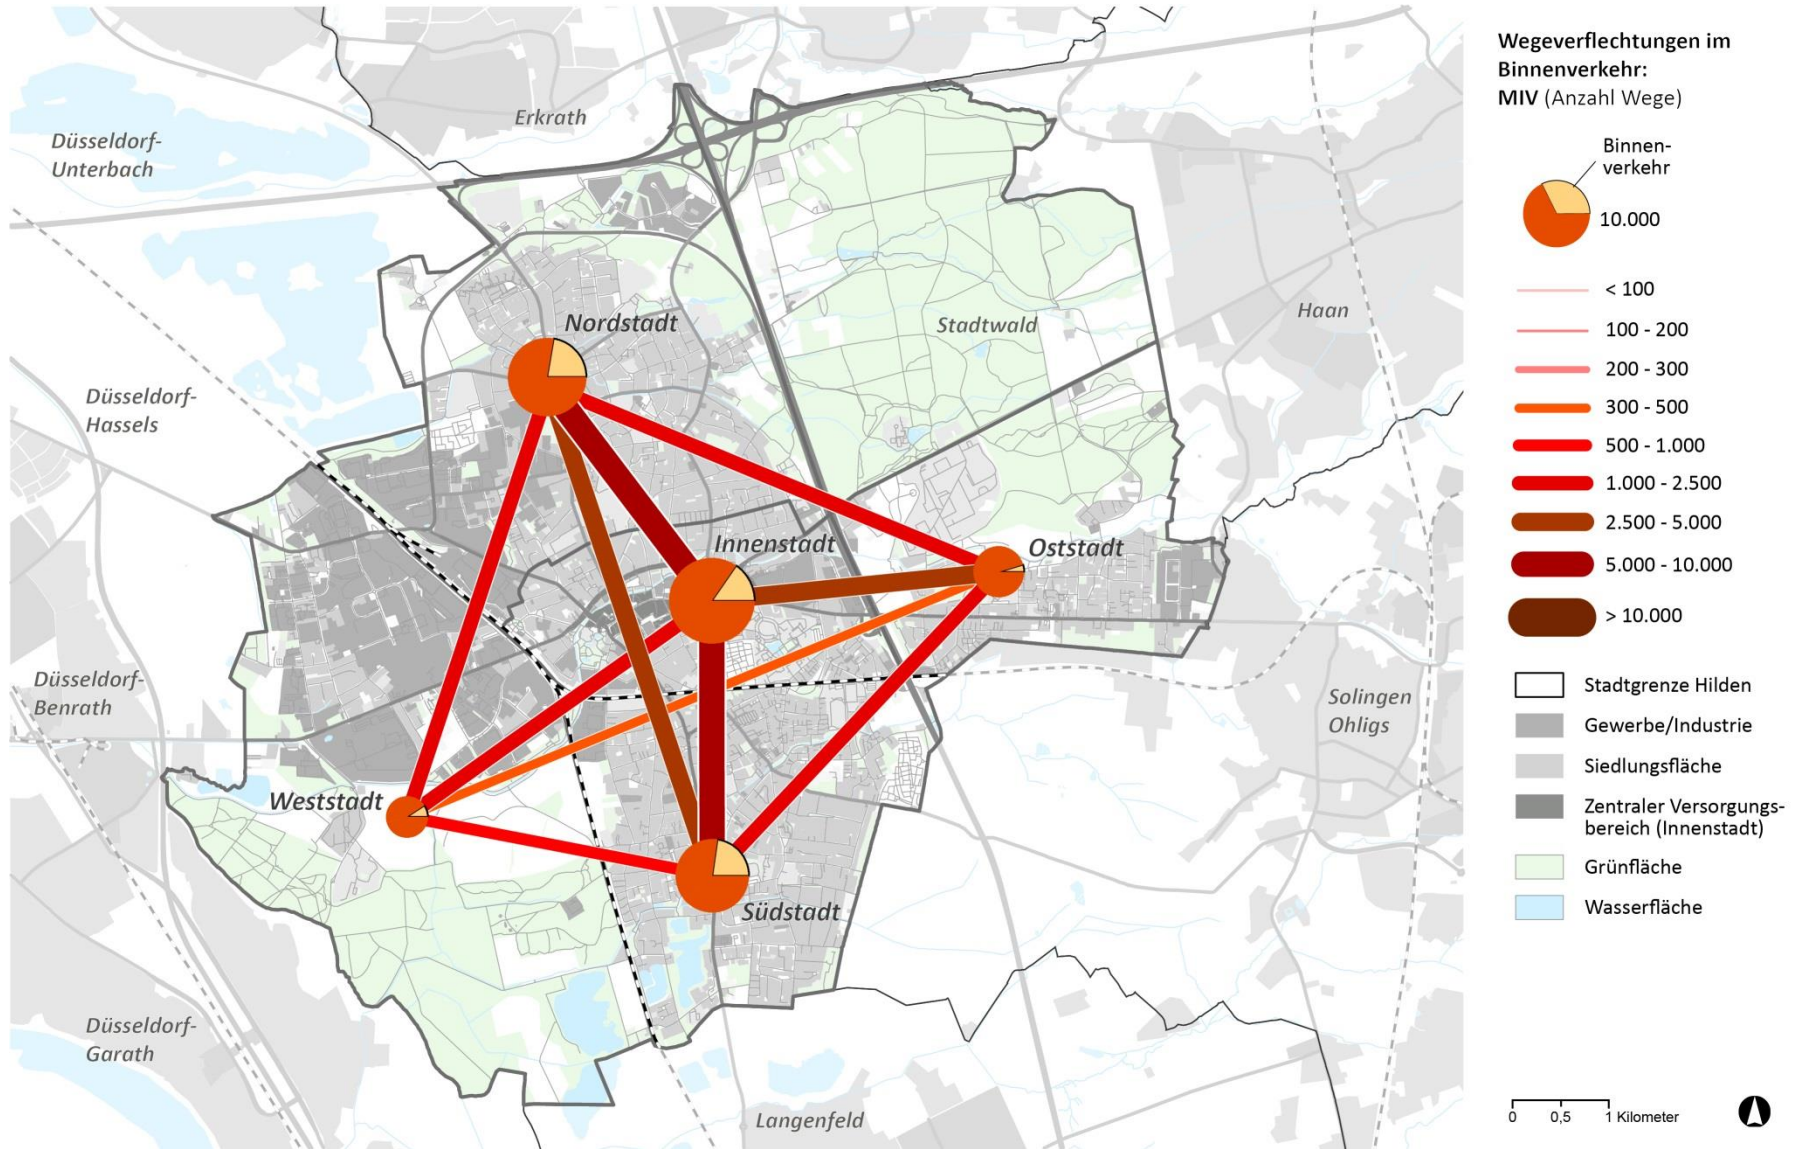 Wegeverflechtungen im
Binnenverkehr:
MIV (Anzahl Wege)
Binnen-
verkehr
10.000
< 100
100 - 200
200 - 300
300 - 500
500 - 1.000
1.000 - 2.500
2.500 - 5.000
5.000 - 10.000
> 10.000
Stadtgrenze Hilden
Gewerbe/Industrie
Siedlungsfläche
Zentraler Versorgungs-
bereich (Innenstadt)
Grünfläche
Wasserfläche
0 0,5 1 Kilometer
Erkrath
Düsseldorf-
Unterbach
Haan
Nordstadt
Stadtwald
Düsseldorf-
Hassels
Innenstadt
Oststadt
Düsseldorf-
Benrath
Solingen
Ohligs
Weststadt
Südstadt
Düsseldorf-
Garath
Langenfeld